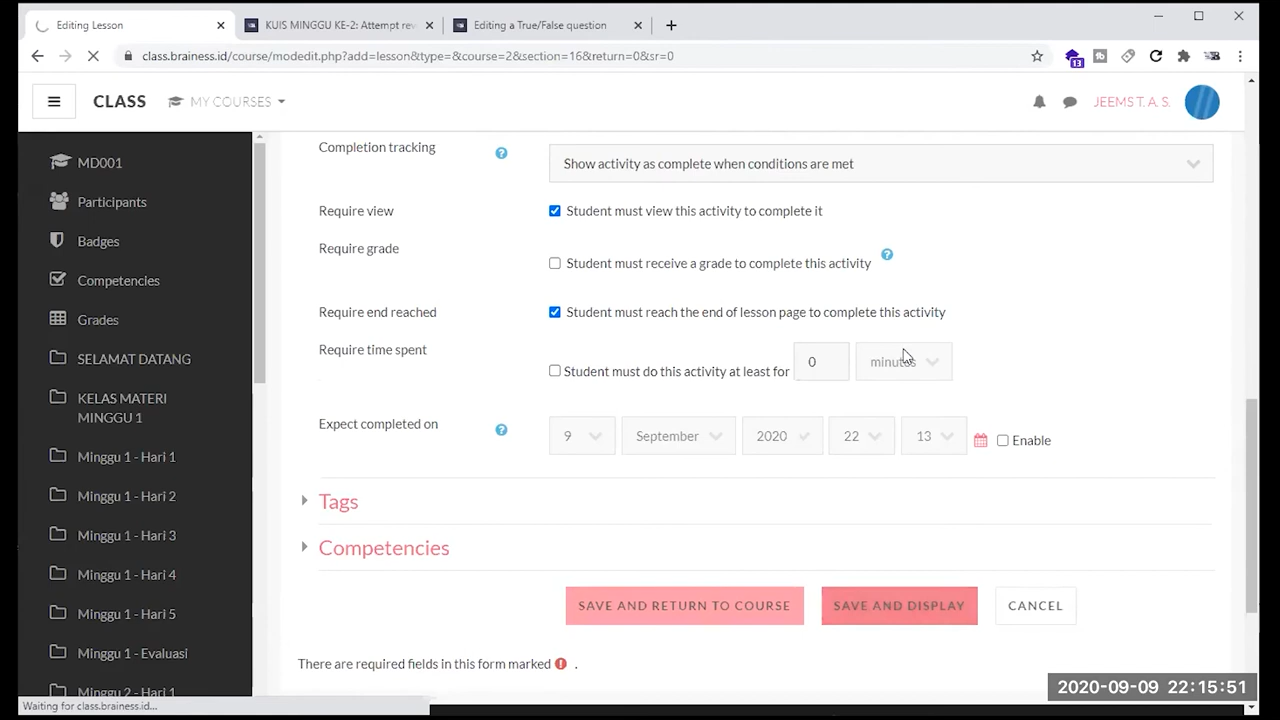 Editing Lesson
KUIS MINGGU KE-2: Attempt rev
Editing a True/False question
class.brainess.id/course/modedit.php?add=lesson&type=&course=2&section=16&return=0&sr=0
13
CLASS
MY COURSES
JEEMS T. A. S.
MD001
Participants
Badges
Competencies
Grades
SELAMAT DATANG
KELAS MATERI
MINGGU 1
Minggu 1 - Hari 1
Minggu 1 - Hari 2
Minggu 1 - Hari 3
Minggu 1 - Hari 4
Minggu 1 - Hari 5
Minggu 1 - Evaluasi
Minggu 2 - Hari 1
Completion tracking
Show activity as complete when conditions are met
Require view
Student must view this activity to complete it
Require grade
Student must receive a grade to complete this activity
Require end reached
Student must reach the end of lesson page to complete this activity
Require time spent
Student must do this activity at least for 0 minutes
Expect completed on
9 September 2020 22 13 Enable
Tags
Competencies
SAVE AND RETURN TO COURSE
SAVE AND DISPLAY
CANCEL
There are required fields in this form marked .
Waiting for class.brainess.id...
2020-09-09 22:15:51